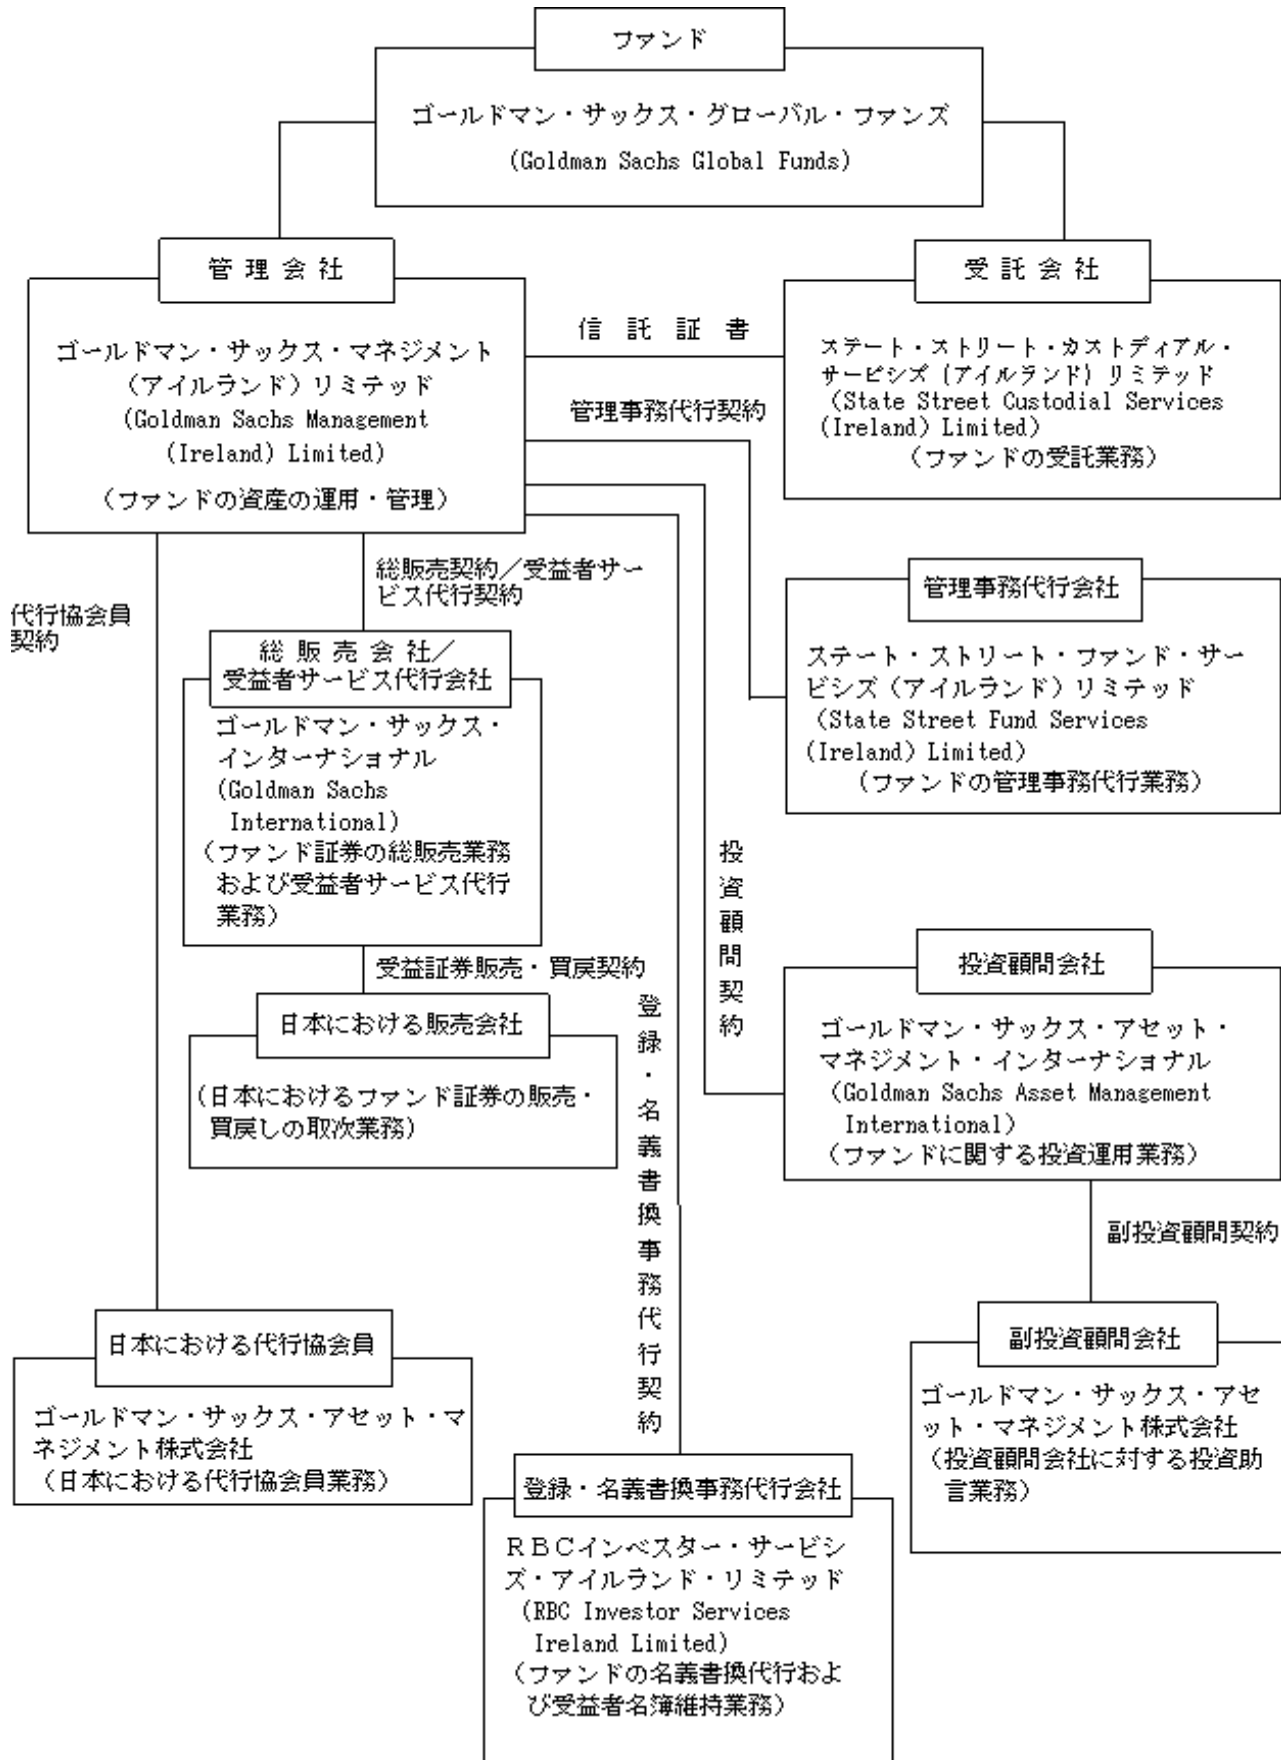 ファンド
ゴールドマン・サックス・グローバル・ファンズ
(Goldman Sachs Global Funds)
管 理 会 社
ゴールドマン・サックス・マネジメント
（アイルランド）リミテッド
(Goldman Sachs Management
(Ireland) Limited)
（ファンドの資産の運用・管理）
信 託 証 書
管理事務代行契約
受 託 会 社
ステート・ストリート・カストディアル・
サービシズ（アイルランド）リミテッド
(State Street Custodial Services
(Ireland) Limited)
（ファンドの受託業務）
管理事務代行会社
ステート・ストリート・ファンド・サー
ビシズ（アイルランド）リミテッド
(State Street Fund Services
(Ireland) Limited)
（ファンドの管理事務代行業務）
代行協会員
契約
総販売契約／受益者サー
ビス代行契約
総 販 売 会 社／
受益者サービス代行会社
ゴールドマン・サックス・
インターナショナル
(Goldman Sachs
International)
（ファンド証券の総販売業務
および受益者サービス代行
業務）
受益証券販売・買戻契約
日本における販売会社
（日本におけるファンド証券の販売・
買戻しの取次業務）
登録・名義書換事務代行契約
投資顧問契約
投資顧問会社
ゴールドマン・サックス・アセット・
マネジメント・インターナショナル
(Goldman Sachs Asset Management
International)
（ファンドに関する投資運用業務）
副投資顧問契約
副投資顧問会社
ゴールドマン・サックス・アセ
ット・マネジメント株式会社
（投資顧問会社に対する投資助
言業務）
日本における代行協会員
ゴールドマン・サックス・アセット・マ
ネジメント株式会社
（日本における代行協会員業務）
登録・名義書換事務代行会社
ＲＢＣインベスター・サービシ
ズ・アイルランド・リミテッド
(RBC Investor Services
Ireland Limited)
（ファンドの名義書換代行およ
び受益者名簿維持業務）